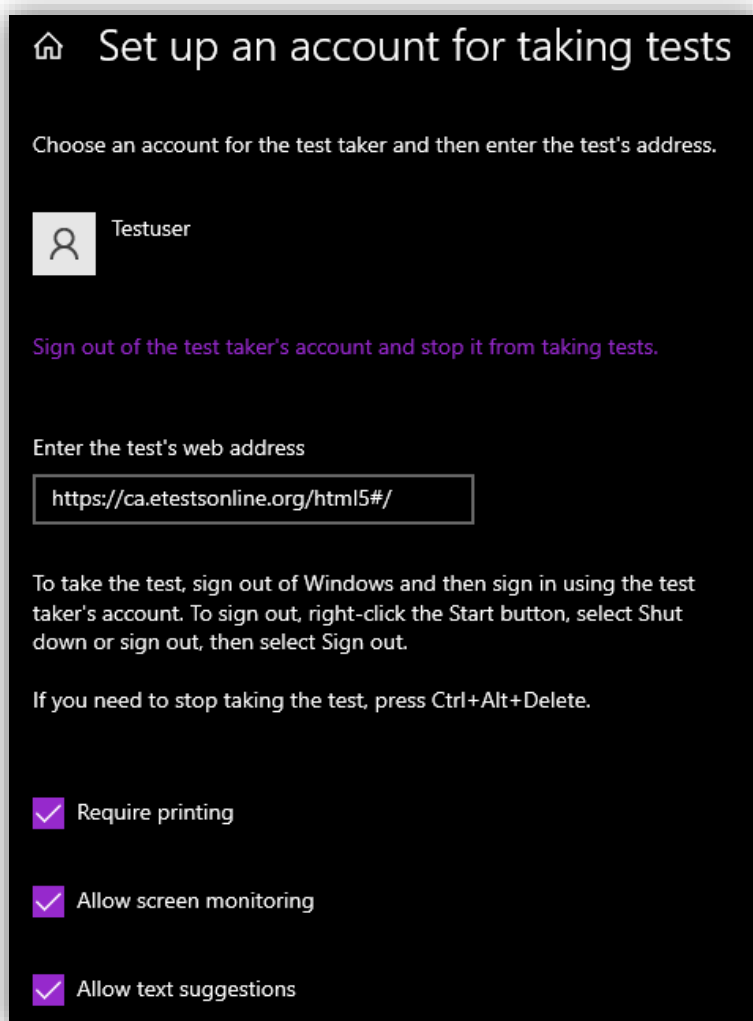 Set up an account for taking tests
Choose an account for the test taker and then enter the test's address.
Testuser
Sign out of the test taker's account and stop it from taking tests.
Enter the test's web address
https://ca.etestsonline.org/html5#/
To take the test, sign out of Windows and then sign in using the test
taker's account. To sign out, right-click the Start button, select Shut
down or sign out, then select Sign out.
If you need to stop taking the test, press Ctrl+Alt+Delete.
Require printing
Allow screen monitoring
Allow text suggestions